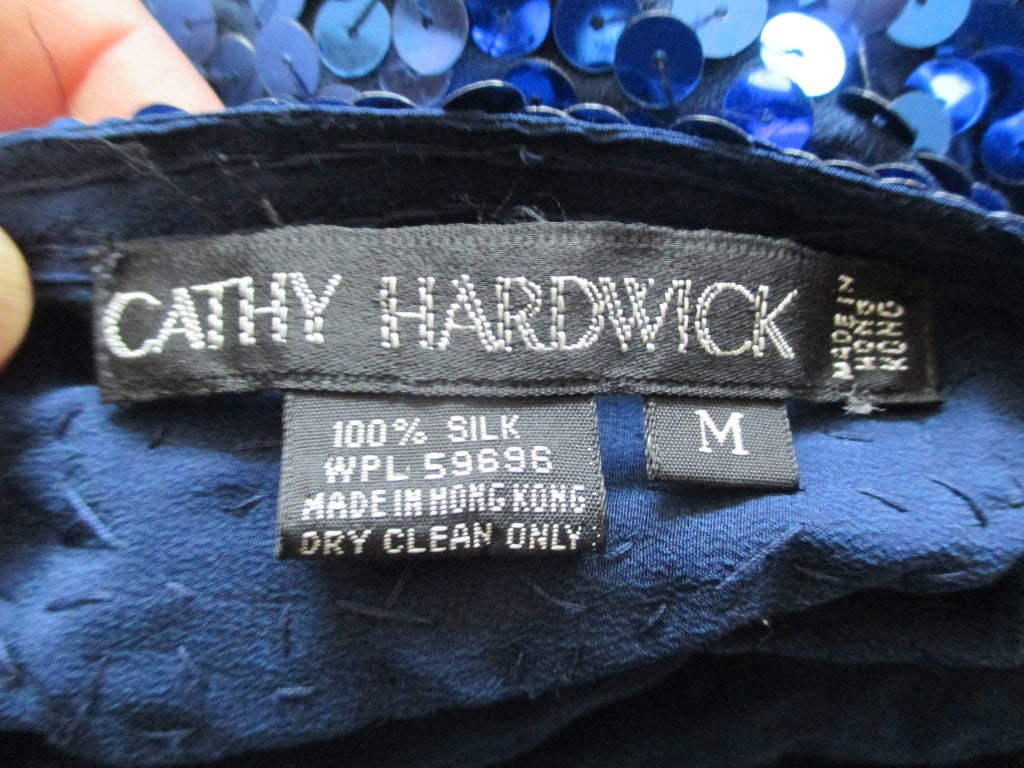 CATHY HARDWICK
MADE IN
HONG
KONG
100% SILK
WPL 59696
MADE IN HONG KONG
DRY CLEAN ONLY
M